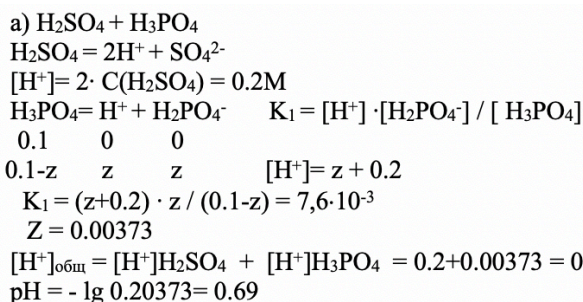 а) H₂SO₄ + H₃PO₄
H₂SO₄ = 2H⁺ + SO₄²⁻
[H⁺]= 2· C(H₂SO₄) = 0.2M
H₃PO₄= H⁺ + H₂PO₄⁻ K₁ = [H⁺] ·[H₂PO₄⁻] / [ H₃PO₄]
0.1 0 0
0.1-z z z [H⁺]= z + 0.2
K₁ = (z+0.2) · z / (0.1-z) = 7,6·10⁻³
Z = 0.00373
[H⁺]общ = [H⁺]H₂SO₄ + [H⁺]H₃PO₄ = 0.2+0.00373 = 0
pH = - lg 0.20373= 0.69